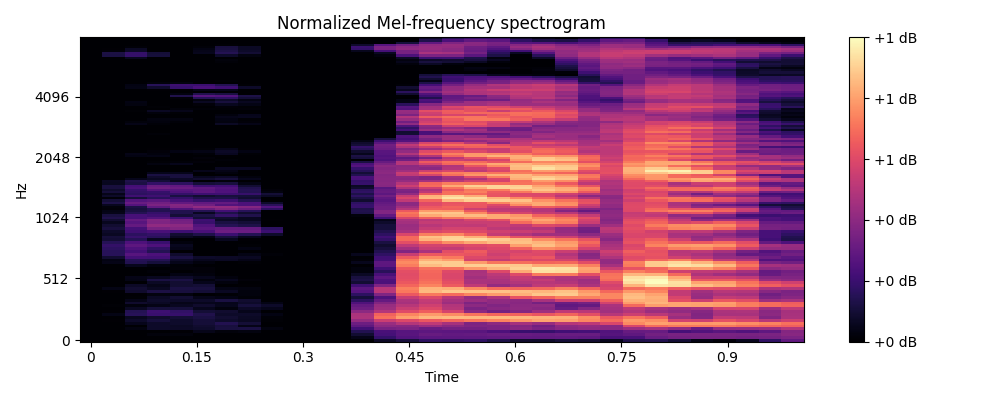 Normalized Mel-frequency spectrogram
Hz
4096
2048
1024
512
0
0 0.15 0.3 0.45 0.6 0.75 0.9
Time
+1 dB
+1 dB
+1 dB
+0 dB
+0 dB
+0 dB